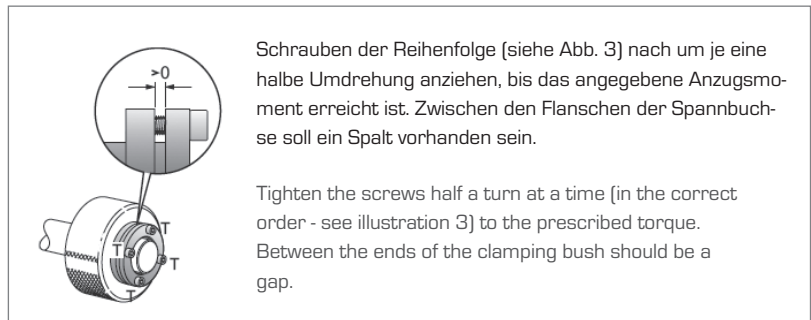 >0
T
T
T
T
Schrauben der Reihenfolge (siehe Abb. 3) nach um je eine
halbe Umdrehung anziehen, bis das angegebene Anzugsmo-
ment erreicht ist. Zwischen den Flanschen der Spannbuch-
se soll ein Spalt vorhanden sein.
Tighten the screws half a turn at a time (in the correct
order - see illustration 3) to the prescribed torque.
Between the ends of the clamping bush should be a
gap.